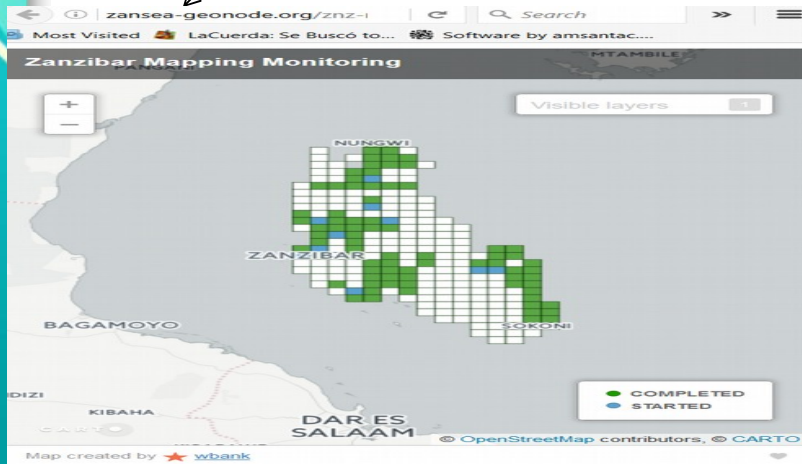 zansea-geonode.org/znz-
Search
Most Visited LaCuerda: Se Buscó to... Software by amsantac....
Zanzibar Mapping Monitoring
MTAMBILE
+
Visible layers 1
−
NUNGWI
ZANZIBAR
BAGAMOYO
SOKONI
DIZI
KIBAHA
COMPLETED
STARTED
DAR ES
SALAAM
CARTO
© OpenStreetMap contributors, © CARTO
Map created by wbank